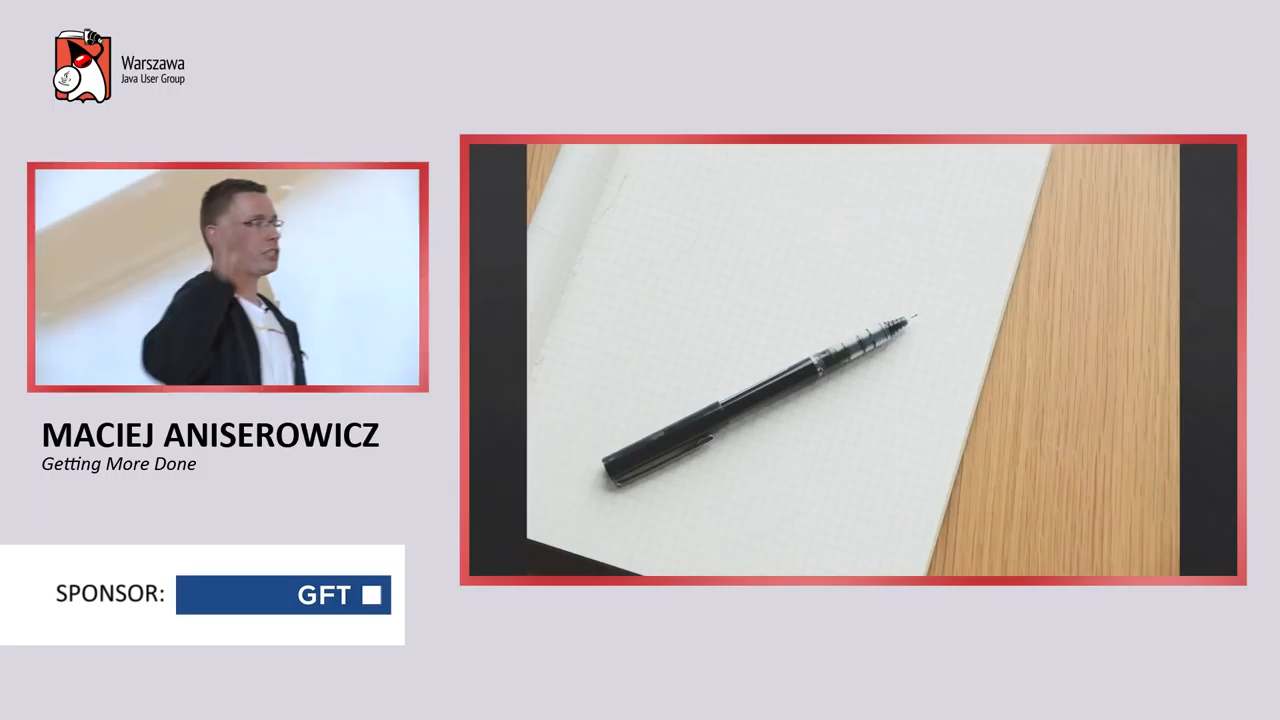 Warszawa
Java User Group
MACIEJ ANISEROWICZ
Getting More Done
SPONSOR:
GFT